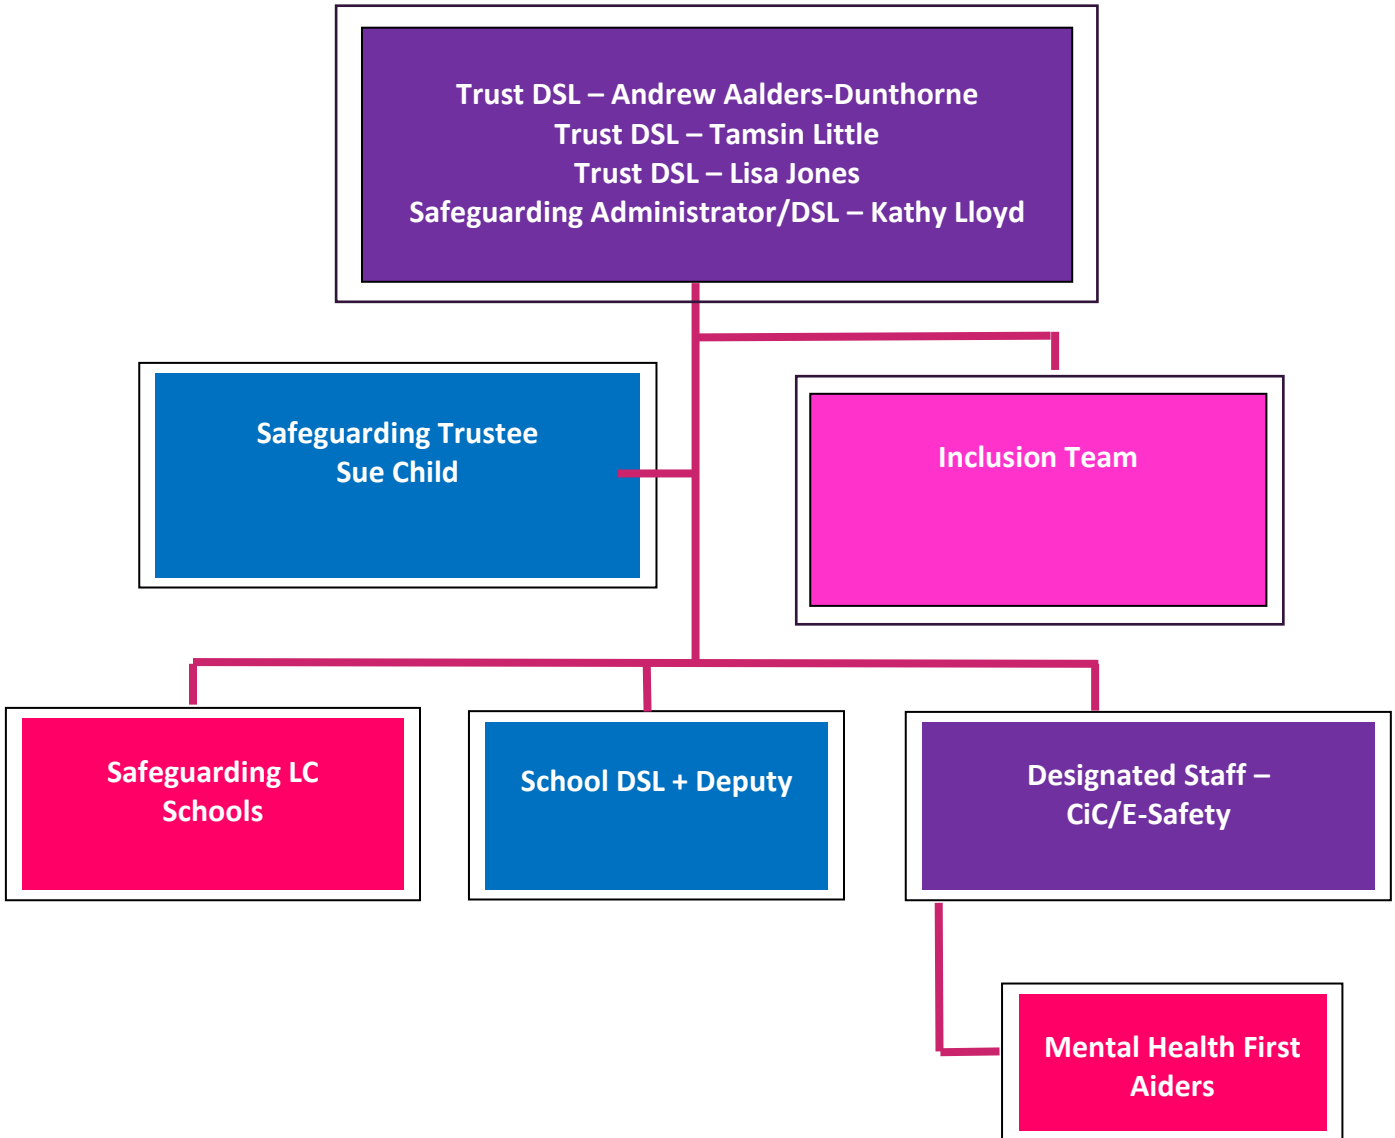 Trust DSL – Andrew Aalders-Dunthorne
Trust DSL – Tamsin Little
Trust DSL – Lisa Jones
Safeguarding Administrator/DSL – Kathy Lloyd
Safeguarding Trustee
Sue Child
Inclusion Team
Safeguarding LC
Schools
School DSL + Deputy
Designated Staff –
CiC/E-Safety
Mental Health First
Aiders